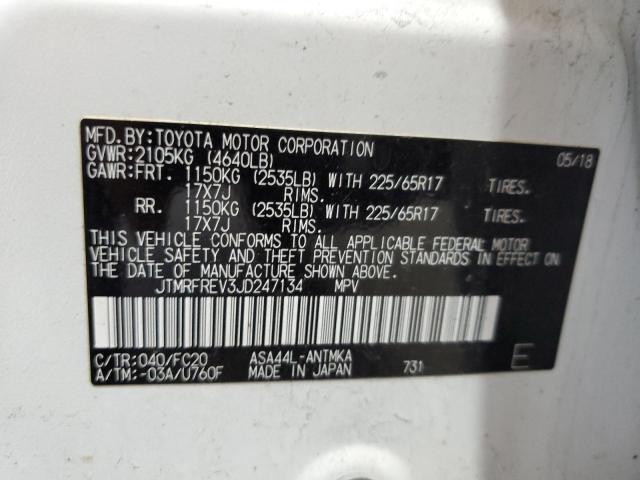 MFD.BY:TOYOTA MOTOR CORPORATION 05/18
GVWR:2105KG (4640LB)
GAWR:FRT. 1150KG (2535LB) WITH 225/65R17 TIRES.
17X7J RIMS.
RR. 1150KG (2535LB) WITH 225/65R17 TIRES.
17X7J RIMS.
THIS VEHICLE CONFORMS TO ALL APPLICABLE FEDERAL MOTOR
VEHICLE SAFETY AND THEFT PREVENTION STANDARDS IN EFFECT ON
THE DATE OF MANUFACTURE SHOWN ABOVE.
JTMRFREV3JD247134 MPV
C/TR:040/FC20 ASA44L-ANTMKA
A/TM:-03A/U760F MADE IN JAPAN 731 E